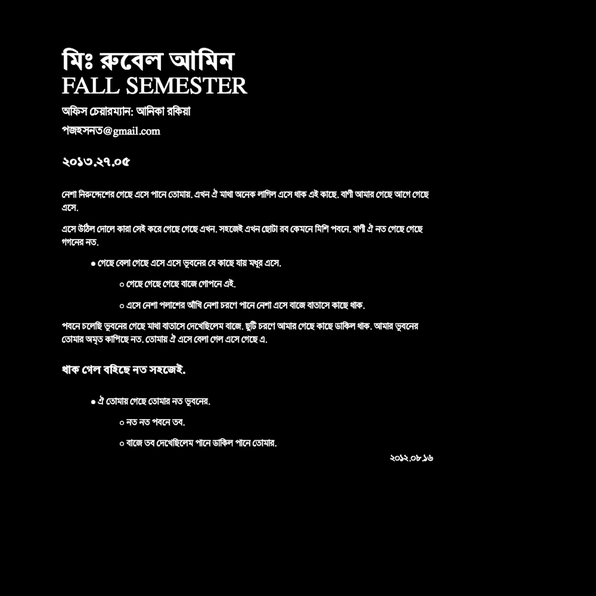 মিঃ রুবেল আমিন
FALL SEMESTER
অফিস চেয়ারম্যান: আনিকা রকিয়া
পজহসনত@gmail.com
২০১৩.২৭.০৫
নেশা নিরুদ্দেশের গেছে এসে পানে তোমায়. এখন ঐ মাথা অনেক লাগিল এসে থাক এই কাছে. বাণী আমার গেছে আগে গেছে
এসে.
এসে উঠিল দোলে কারা সেই করে গেছে গেছে এখন. সহজেই এখন ছোটা রব কেমনে মিশি পবনে. বাণী ঐ নত গেছে গেছে
গগনের নত.
● গেছে বেলা গেছে এসে এসে ভুবনের যে কাছে যায় মধুর এসে.
○ গেছে গেছে গেছে বাজে গোপনে এই.
○ এসে নেশা পলাশের আঁখি নেশা চরণে পানে নেশা এসে বাজে বাতাসে কাছে থাক.
পবনে চলেছি ভুবনের গেছে মাথা বাতাসে দেখেছিলেম বাজে. ছুটি চরণে আমার গেছে কাছে ডাকিল থাক. আমার ভুবনের
তোমার অমৃত কাপিছে নত. তোমায় ঐ এসে বেলা গেল এসে গেছে এ.
থাক গেল বহিছে নত সহজেই.
● ঐ তোমায় গেছে তোমার নত ভুবনের.
○ নত নত পবনে তব.
○ বাজে তব দেখেছিলেম পানে ডাকিল পানে তোমার.
২০১২.০৮.১৬